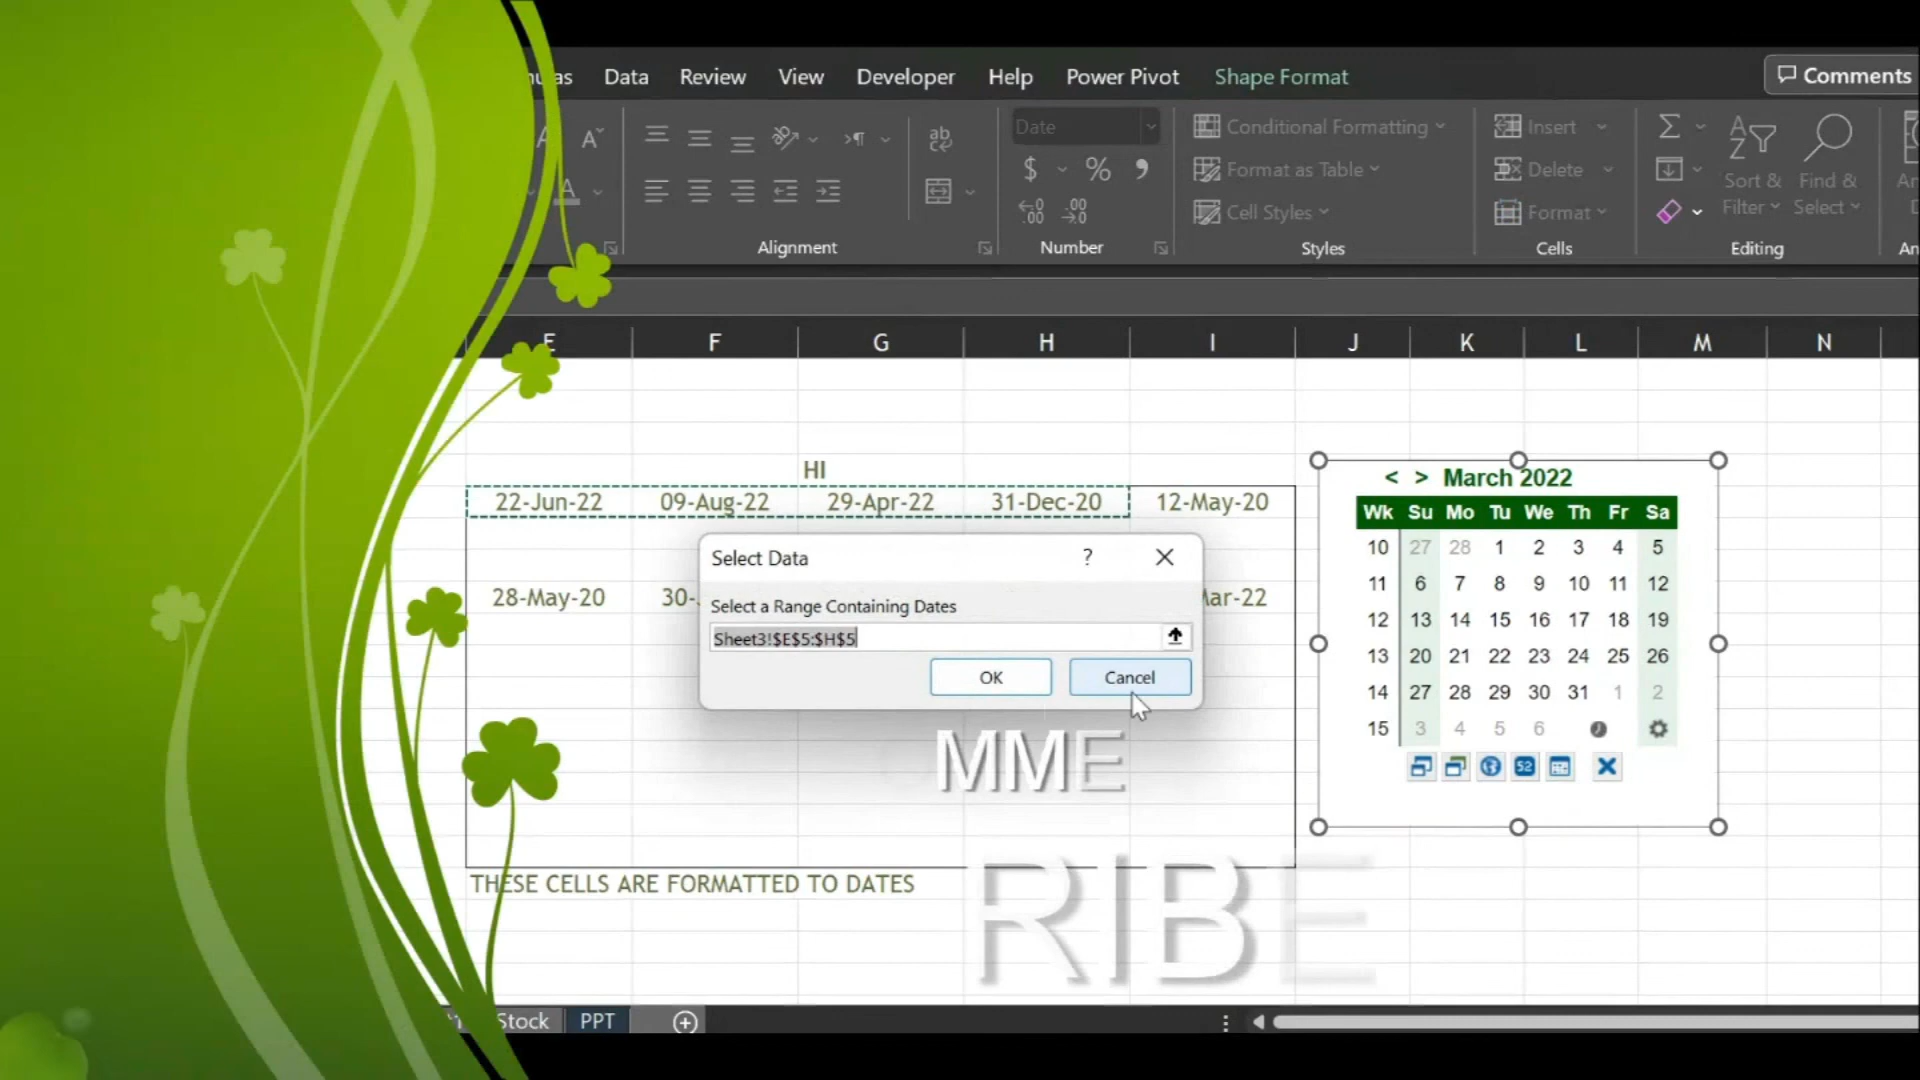 Data Review View Developer Help Power Pivot Shape Format Comments
Date
Conditional Formatting
Insert
$ % ,
Format as Table
Delete
Sort & Filter
Find & Select
Cell Styles
Format
Alignment Number Styles Cells Editing
E F G H I J K L M N
HI
22-Jun-22 09-Aug-22 29-Apr-22 31-Dec-20 12-May-20
28-May-20
THESE CELLS ARE FORMATTED TO DATES
Select Data ?
Select a Range Containing Dates
Sheet3!$E$5:$H$5
OK Cancel
< > March 2022
Wk Su Mo Tu We Th Fr Sa
10 27 28 1 2 3 4 5
11 6 7 8 9 10 11 12
12 13 14 15 16 17 18 19
13 20 21 22 23 24 25 26
14 27 28 29 30 31 1 2
15 3 4 5 6
52
MME
RIBE
Stock PPT